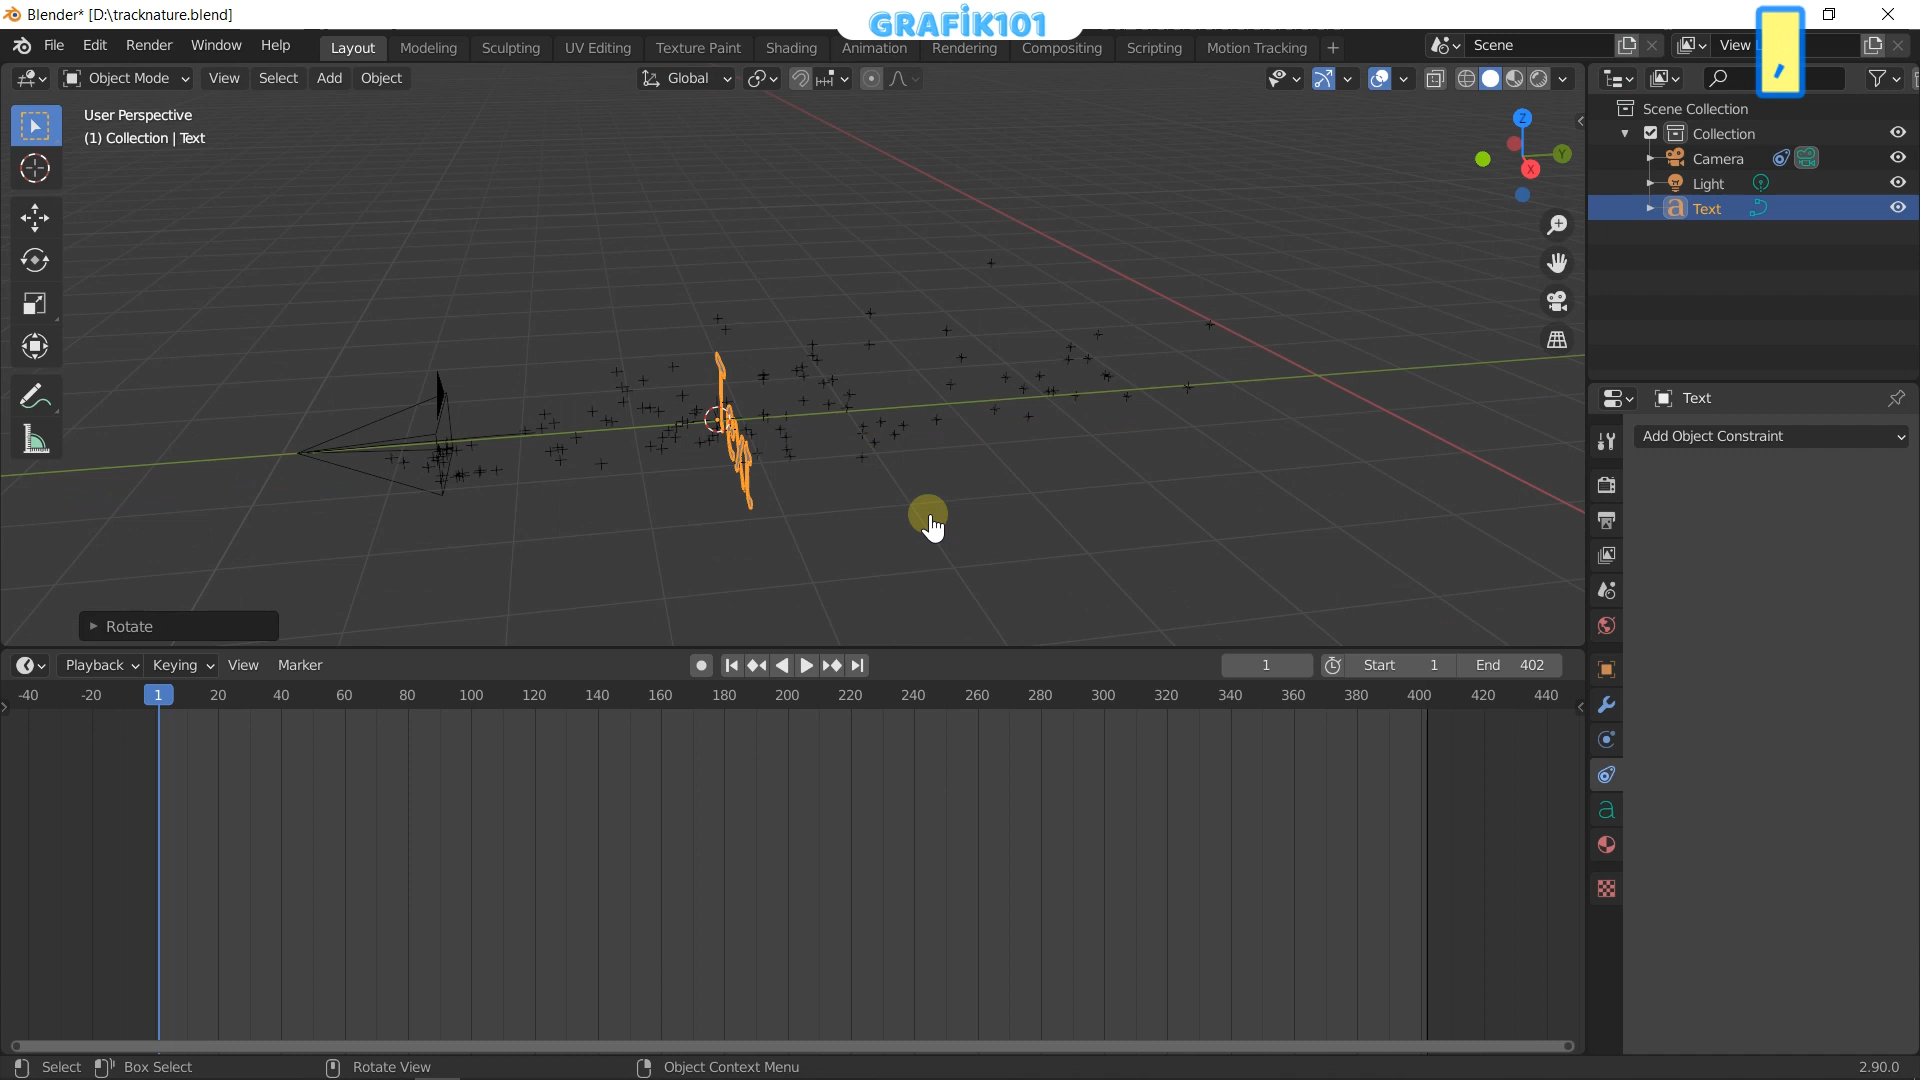 Blender* [D:\tracknature.blend]
GRAFİK101
File Edit Render Window Help
Layout Modeling Sculpting UV Editing Texture Paint Shading Animation Rendering Compositing Scripting Motion Tracking +
Scene
View
,
Object Mode View Select Add Object
Global
User Perspective
(1) Collection | Text
Z
Y
X
Scene Collection
Collection
Camera
Light
Text
Text
Add Object Constraint
Rotate
Playback Keying View Marker
1 Start 1 End 402
-40 -20 1 20 40 60 80 100 120 140 160 180 200 220 240 260 280 300 320 340 360 380 400 420 440
Select Box Select Rotate View Object Context Menu 2.90.0